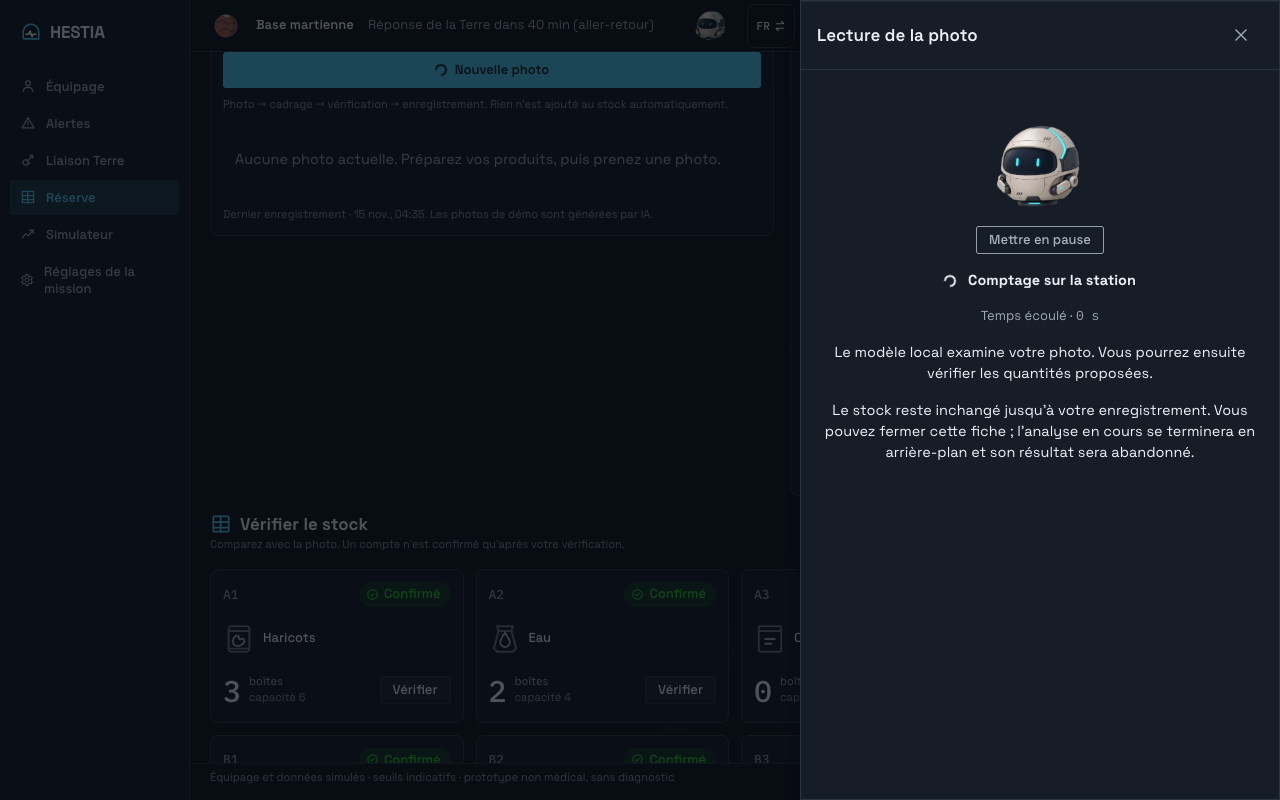 HESTIA
Équipage
Alertes
Liaison Terre
Réserve
Simulateur
Réglages de la
mission
Base martienne Réponse de la Terre dans 40 min (aller-retour)
FR
Nouvelle photo
Photo → cadrage → vérification → enregistrement. Rien n'est ajouté au stock automatiquement.
Aucune photo actuelle. Préparez vos produits, puis prenez une photo.
Dernier enregistrement · 15 nov., 04:35. Les photos de démo sont générées par IA.
Vérifier le stock
Comparez avec la photo. Un compte n'est confirmé qu'après votre vérification.
A1 Confirmé
Haricots
3 boîtes
capacité 6
Vérifier
A2 Confirmé
Eau
2 boîtes
capacité 4
Vérifier
A3
0
B1 Confirmé
B2 Confirmé
B3
Équipage et données simulés · seuils indicatifs · prototype non médical, sans diagnostic
Lecture de la photo
Mettre en pause
Comptage sur la station
Temps écoulé · 0 s
Le modèle local examine votre photo. Vous pourrez ensuite
vérifier les quantités proposées.
Le stock reste inchangé jusqu'à votre enregistrement. Vous
pouvez fermer cette fiche ; l'analyse en cours se terminera en
arrière-plan et son résultat sera abandonné.